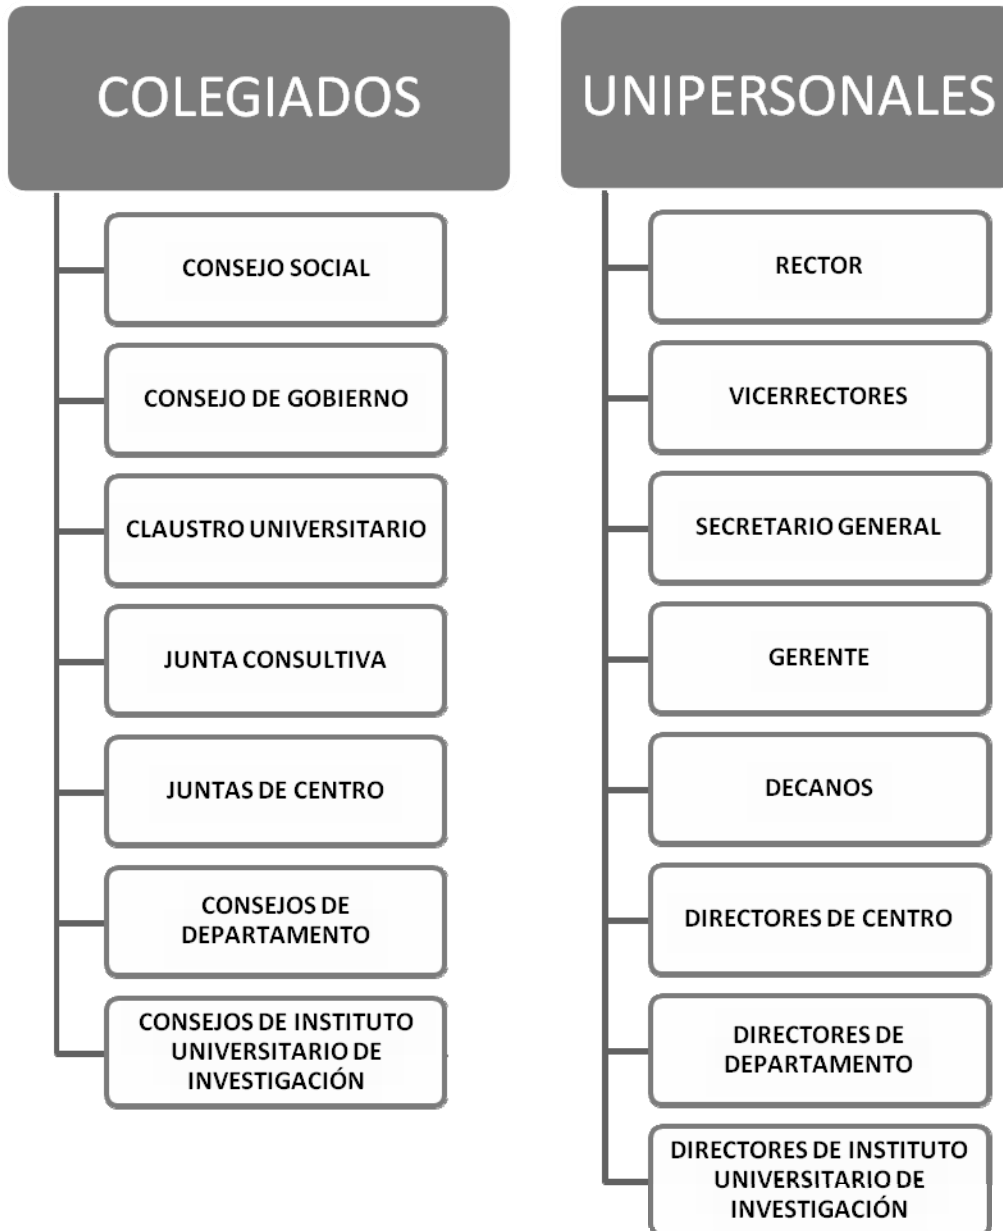 COLEGIADOS
CONSEJO SOCIAL
CONSEJO DE GOBIERNO
CLAUSTRO UNIVERSITARIO
JUNTA CONSULTIVA
JUNTAS DE CENTRO
CONSEJOS DE
DEPARTAMENTO
CONSEJOS DE INSTITUTO
UNIVERSITARIO DE
INVESTIGACIÓN
UNIPERSONALES
RECTOR
VICERRECTORES
SECRETARIO GENERAL
GERENTE
DECANOS
DIRECTORES DE CENTRO
DIRECTORES DE
DEPARTAMENTO
DIRECTORES DE INSTITUTO
UNIVERSITARIO DE
INVESTIGACIÓN